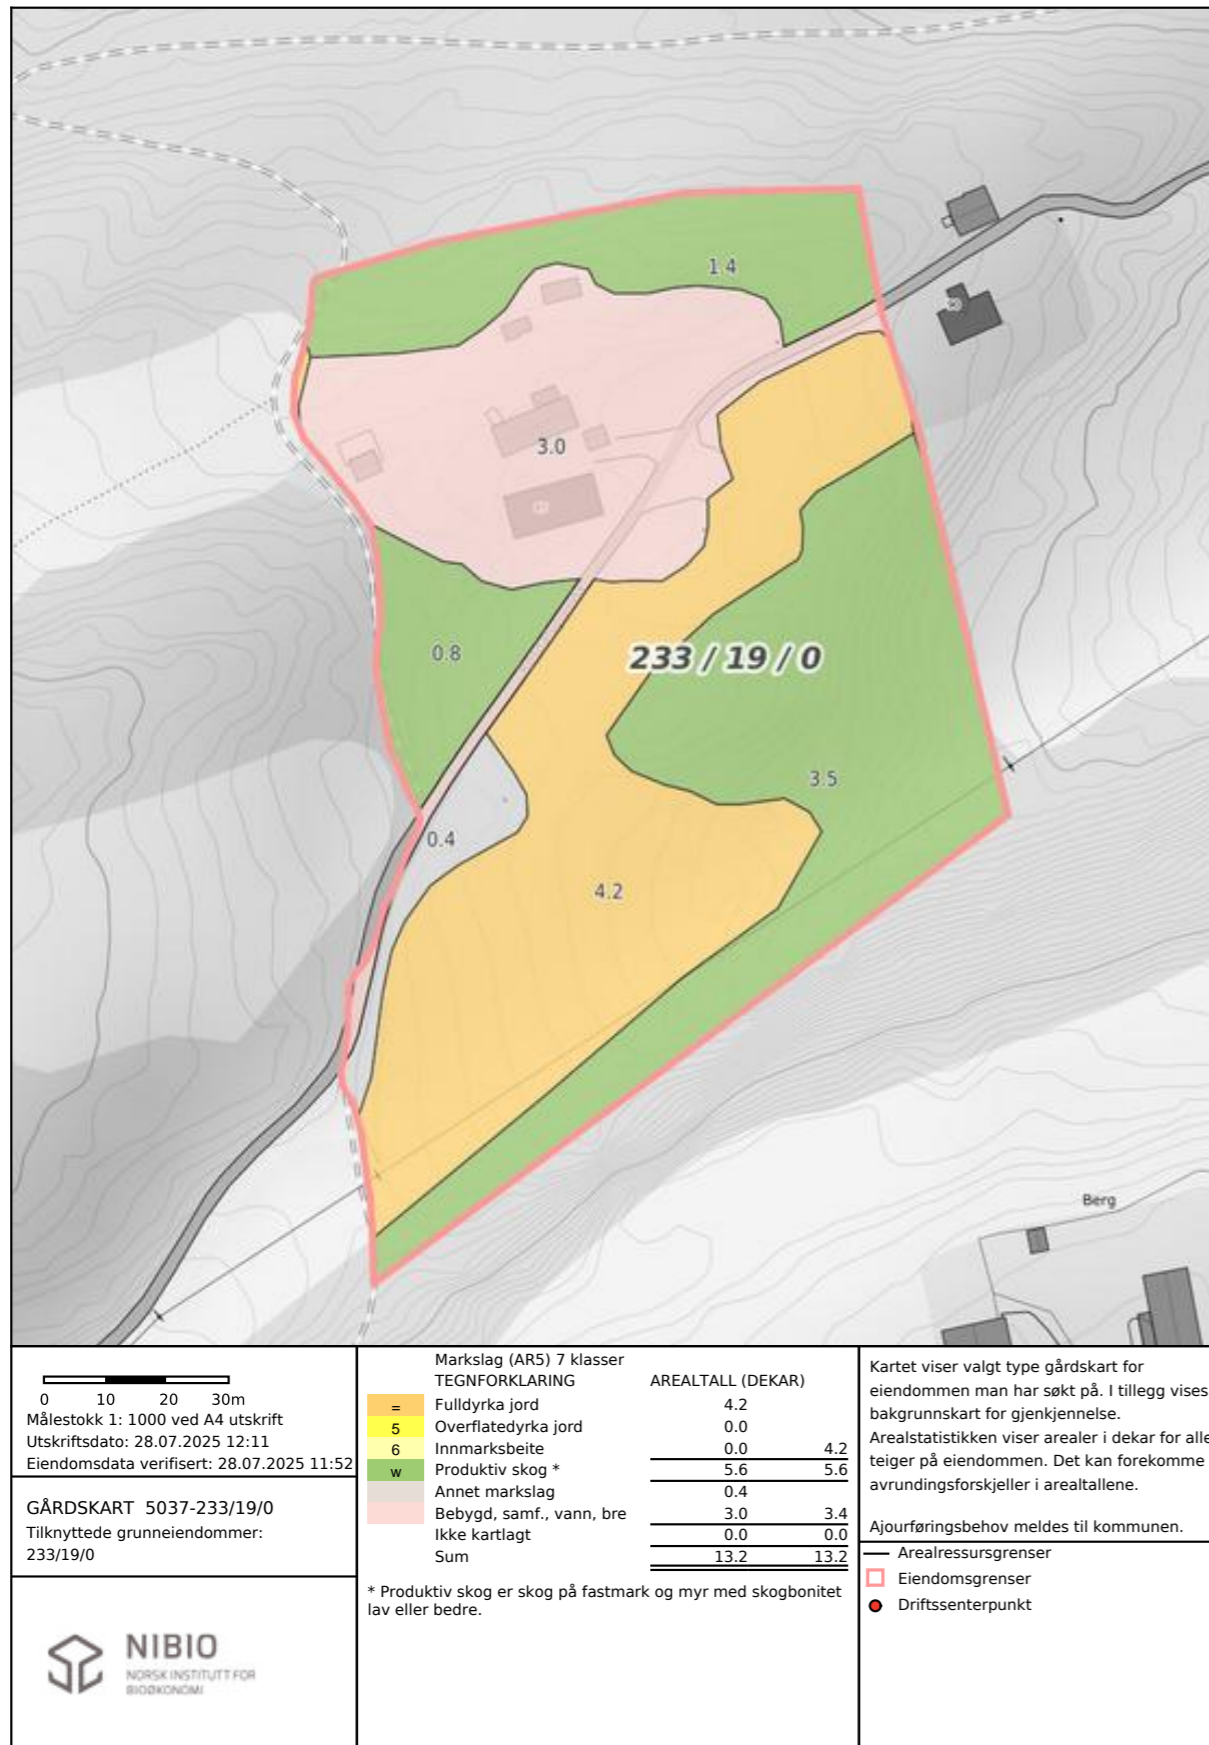 1 4
3.0
0.8
233 / 19 / 0
3.5
0.4
4.2
Berg
0 10 20 30m
Målestokk 1: 1000 ved A4 utskrift
Utskriftsdato: 28.07.2025 12:11
Eiendomsdata verifisert: 28.07.2025 11:52
GÅRDSKART 5037-233/19/0
Tilknyttede grunneiendommer:
233/19/0
NIBIO
NORSK INSTITUTT FOR
BIOØKONOMI
Markslag (AR5) 7 klasser
TEGNFORKLARING AREALTALL (DEKAR)
= Fulldyrka jord 4.2
5 Overflatedyrka jord 0.0
6 Innmarksbeite 0.0 4.2
w Produktiv skog * 5.6 5.6
Annet markslag 0.4
Bebygd, samf., vann, bre 3.0 3.4
Ikke kartlagt 0.0 0.0
Sum 13.2 13.2
* Produktiv skog er skog på fastmark og myr med skogbonitet
lav eller bedre.
Kartet viser valgt type gårdskart for
eiendommen man har søkt på. I tillegg vises
bakgrunnskart for gjenkjennelse.
Arealstatistikken viser arealer i dekar for alle
teiger på eiendommen. Det kan forekomme
avrundingsforskjeller i arealtallene.
Ajourføringsbehov meldes til kommunen.
Arealressursgrenser
Eiendomsgrenser
Driftssenterpunkt